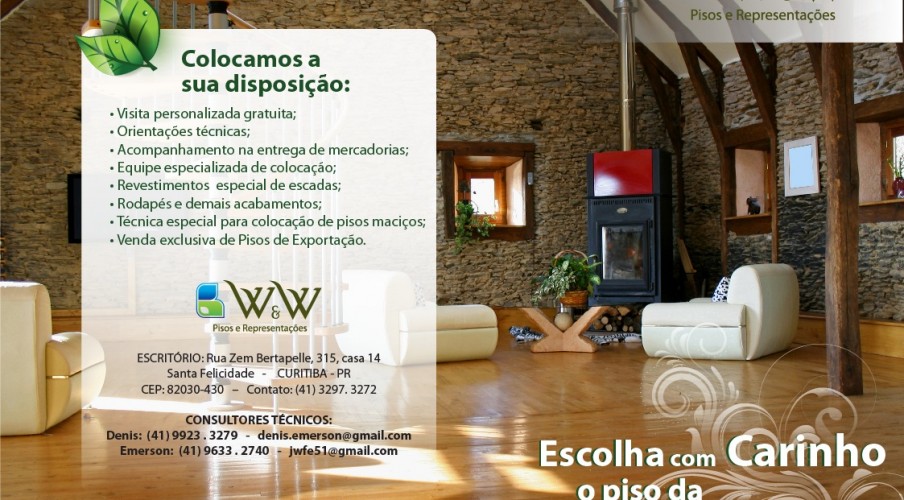 Colocamos a
sua disposição:
• Visita personalizada gratuita;
• Orientações técnicas;
• Acompanhamento na entrega de mercadorias;
• Equipe especializada de colocação;
• Revestimentos especial de escadas;
• Rodapés e demais acabamentos;
• Técnica especial para colocação de pisos maciços;
• Venda exclusiva de Pisos de Exportação.
W&W
Pisos e Representações
ESCRITÓRIO: Rua Zem Bertapelle, 315, casa 14
Santa Felicidade - CURITIBA - PR
CEP: 82030-430 – Contato: (41) 3297. 3272
CONSULTORES TÉCNICOS:
Denis: (41) 9923 . 3279 - denis.emerson@gmail.com
Emerson: (41) 9633 . 2740 - jwfe51@gmail.com
Pisos e Representações
Escolha com Carinho
o piso da